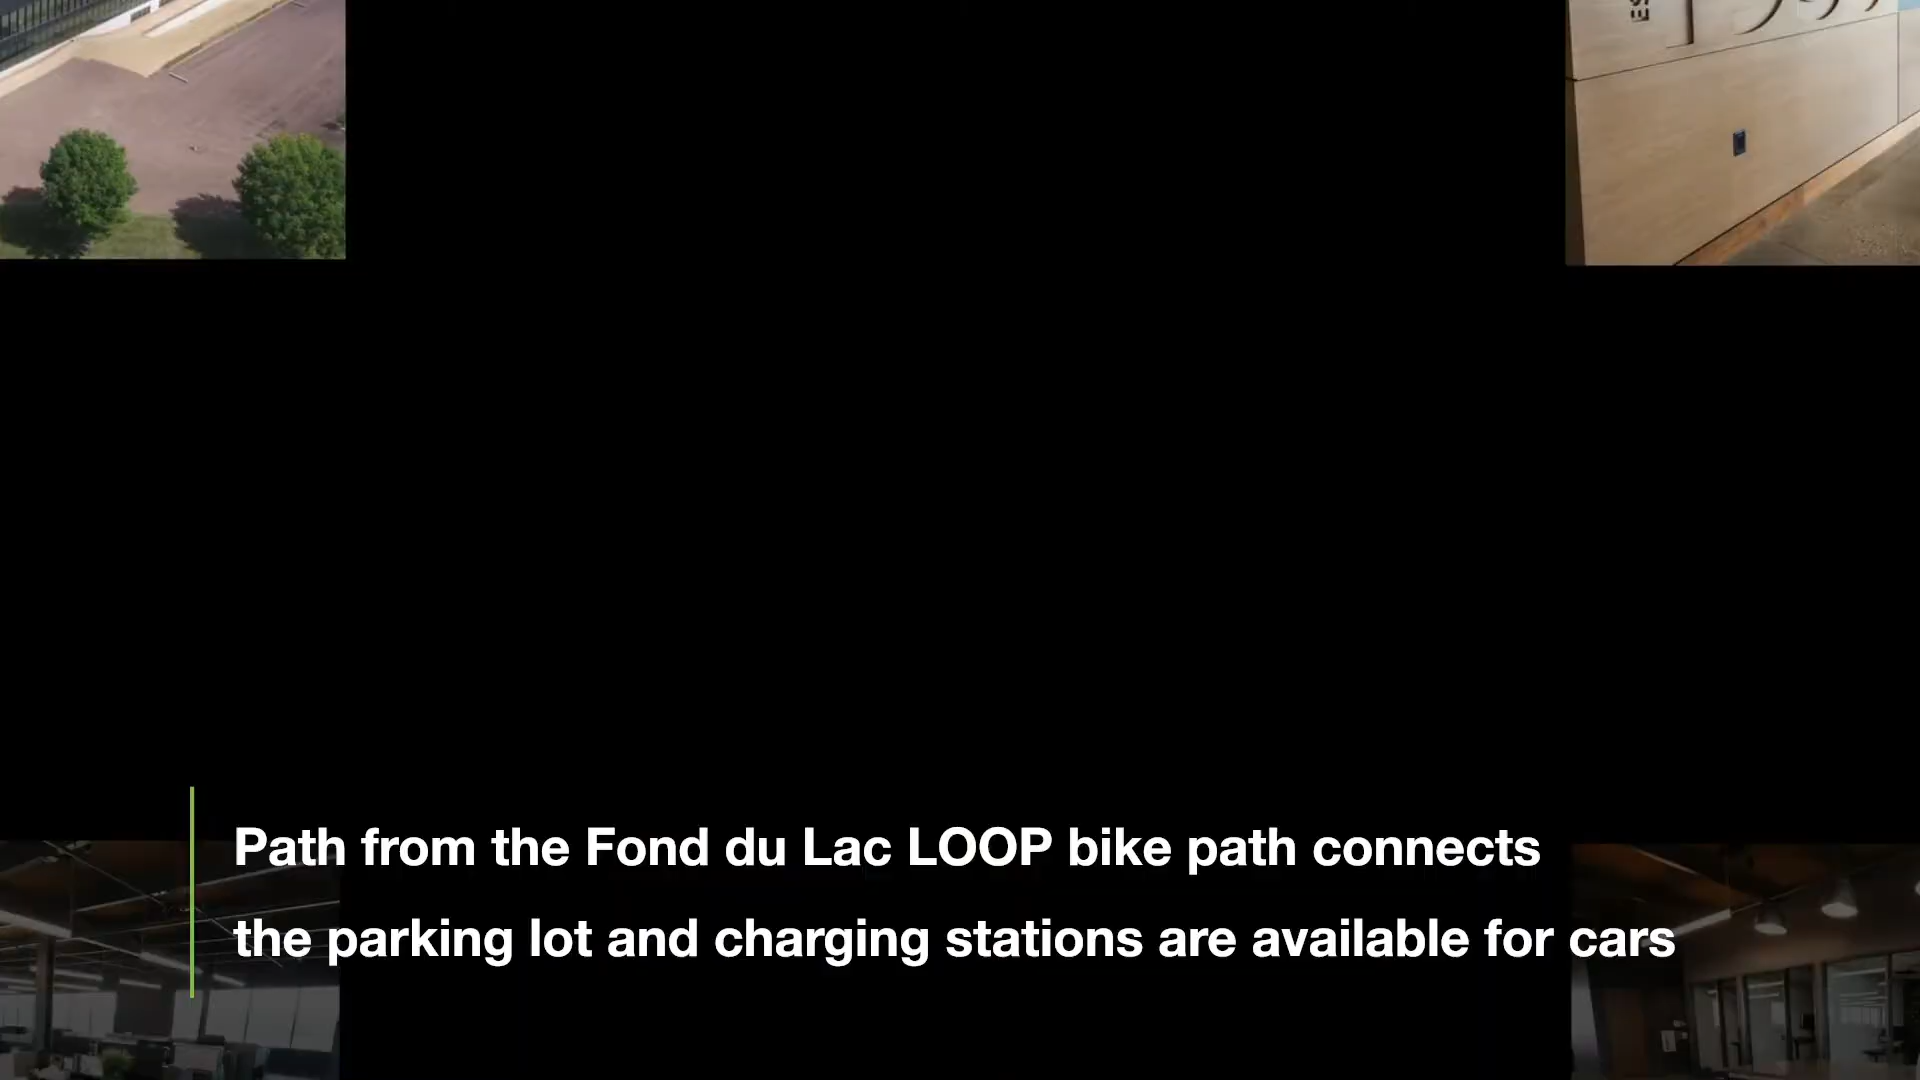 Path from the Fond du Lac LOOP bike path connects
the parking lot and charging stations are available for cars